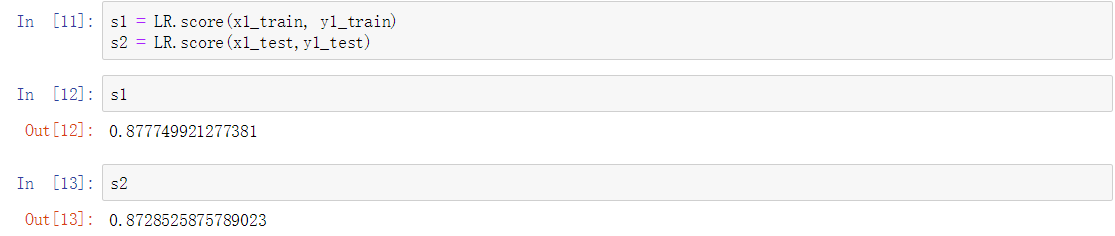 In [11]: s1 = LR.score(x1_train, y1_train)
s2 = LR.score(x1_test,y1_test)
In [12]: s1
Out[12]: 0.877749921277381
In [13]: s2
Out[13]: 0.8728525875789023